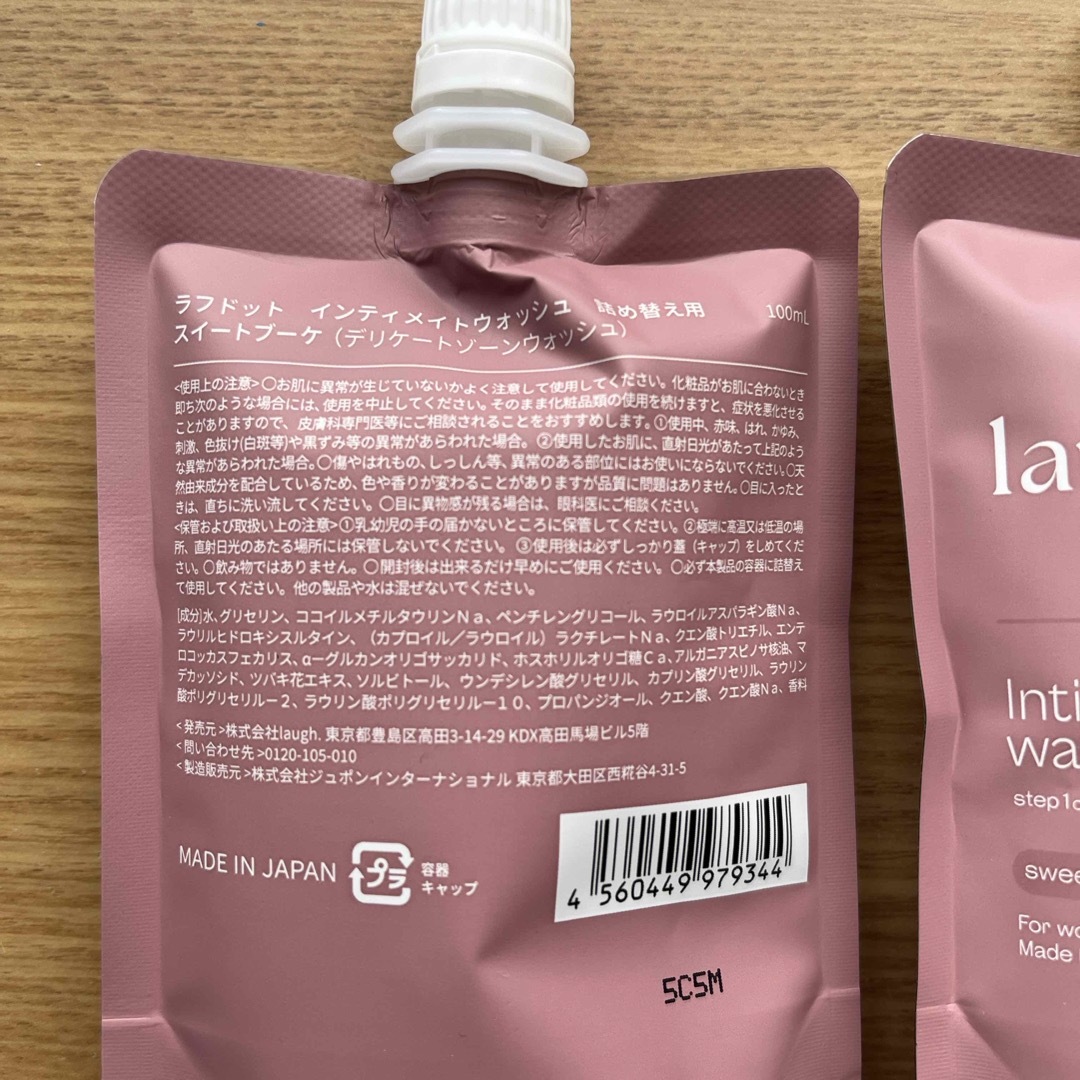 ラフドット　インティメイトウォッシュ　詰め替え用　100mL
スイートブーケ（デリケートゾーンウォッシュ）
<使用上の注意>〇お肌に異常が生じていないかよく注意して使用してください。化粧品がお肌に合わないとき
即ち次のような場合には、使用を中止してください。そのまま化粧品類の使用を続けますと、症状を悪化させる
ことがありますので、皮膚科専門医等にご相談されることをおすすめします。①使用中、赤味、はれ、かゆみ、
刺激、色抜け(白斑等)や黒ずみ等の異常があらわれた場合。②使用したお肌に、直射日光があたって上記のよう
な異常があらわれた場合。〇傷やはれもの、しっしん等、異常のある部位にはお使いにならないでください。〇天
然由来成分を配合しているため、色や香りが変わることがありますが品質に問題はありません。〇目に入ったと
きは、直ちに洗い流してください。〇目に異物感が残る場合は、眼科医にご相談ください。
<保管および取扱い上の注意>①乳幼児の手の届かないところに保管してください。②極端に高温又は低温の場
所、直射日光のあたる場所には保管しないでください。③使用後は必ずしっかり蓋（キャップ）をしめてくだ
さい。〇飲み物ではありません。〇開封後は出来るだけ早めにご使用ください。〇必ず本製品の容器に詰替え
て使用してください。他の製品や水は混ぜないでください。
[成分]水、グリセリン、ココイルメチルタウリンNa、ペンチレングリコール、ラウロイルアスパラギン酸Na、
ラウリルヒドロキシスルタイン、（カプロイル／ラウロイル）ラクチレートNa、クエン酸トリエチル、エンテ
ロコッカスフェカリス、α－グルカンオリゴサッカリド、ホスホリルオリゴ糖Ca、アルガニアスピノサ核油、マ
デカッソシド、ツバキ花エキス、ソルビトール、ウンデシレン酸グリセリル、カプリン酸グリセリル、ラウリン
酸ポリグリセリル－２、ラウリン酸ポリグリセリル－１０、プロパンジオール、クエン酸、クエン酸Na、香料
<発売元>株式会社laugh. 東京都豊島区高田3-14-29 KDX高田馬場ビル5階
<問い合わせ先>0120-105-010
<製造販売元>株式会社ジュポンインターナショナル 東京都大田区西糀谷4-31-5
MADE IN JAPAN
プラ
容器
キャップ
4 560449 979344
5C5M
la
Inti
wa
step1
swee
For wo
Made